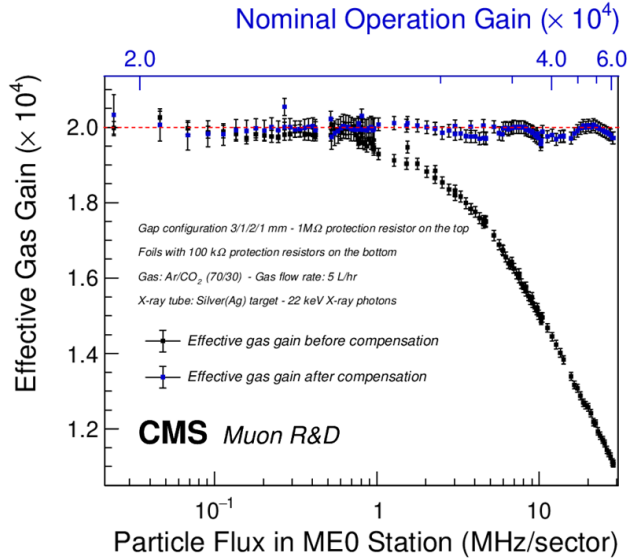 Nominal Operation Gain (× 10⁴)
2.0 4.0 6.0
Effective Gas Gain (× 10⁴)
2.0
1.8
1.6
1.4
1.2
Gap configuration 3/1/2/1 mm - 1MΩ protection resistor on the top
Foils with 100 kΩ protection resistors on the bottom
Gas: Ar/CO₂ (70/30) - Gas flow rate: 5 L/hr
X-ray tube: Silver(Ag) target - 22 keV X-ray photons
Effective gas gain before compensation
Effective gas gain after compensation
CMS Muon R&D
10⁻¹ 1 10
Particle Flux in ME0 Station (MHz/sector)